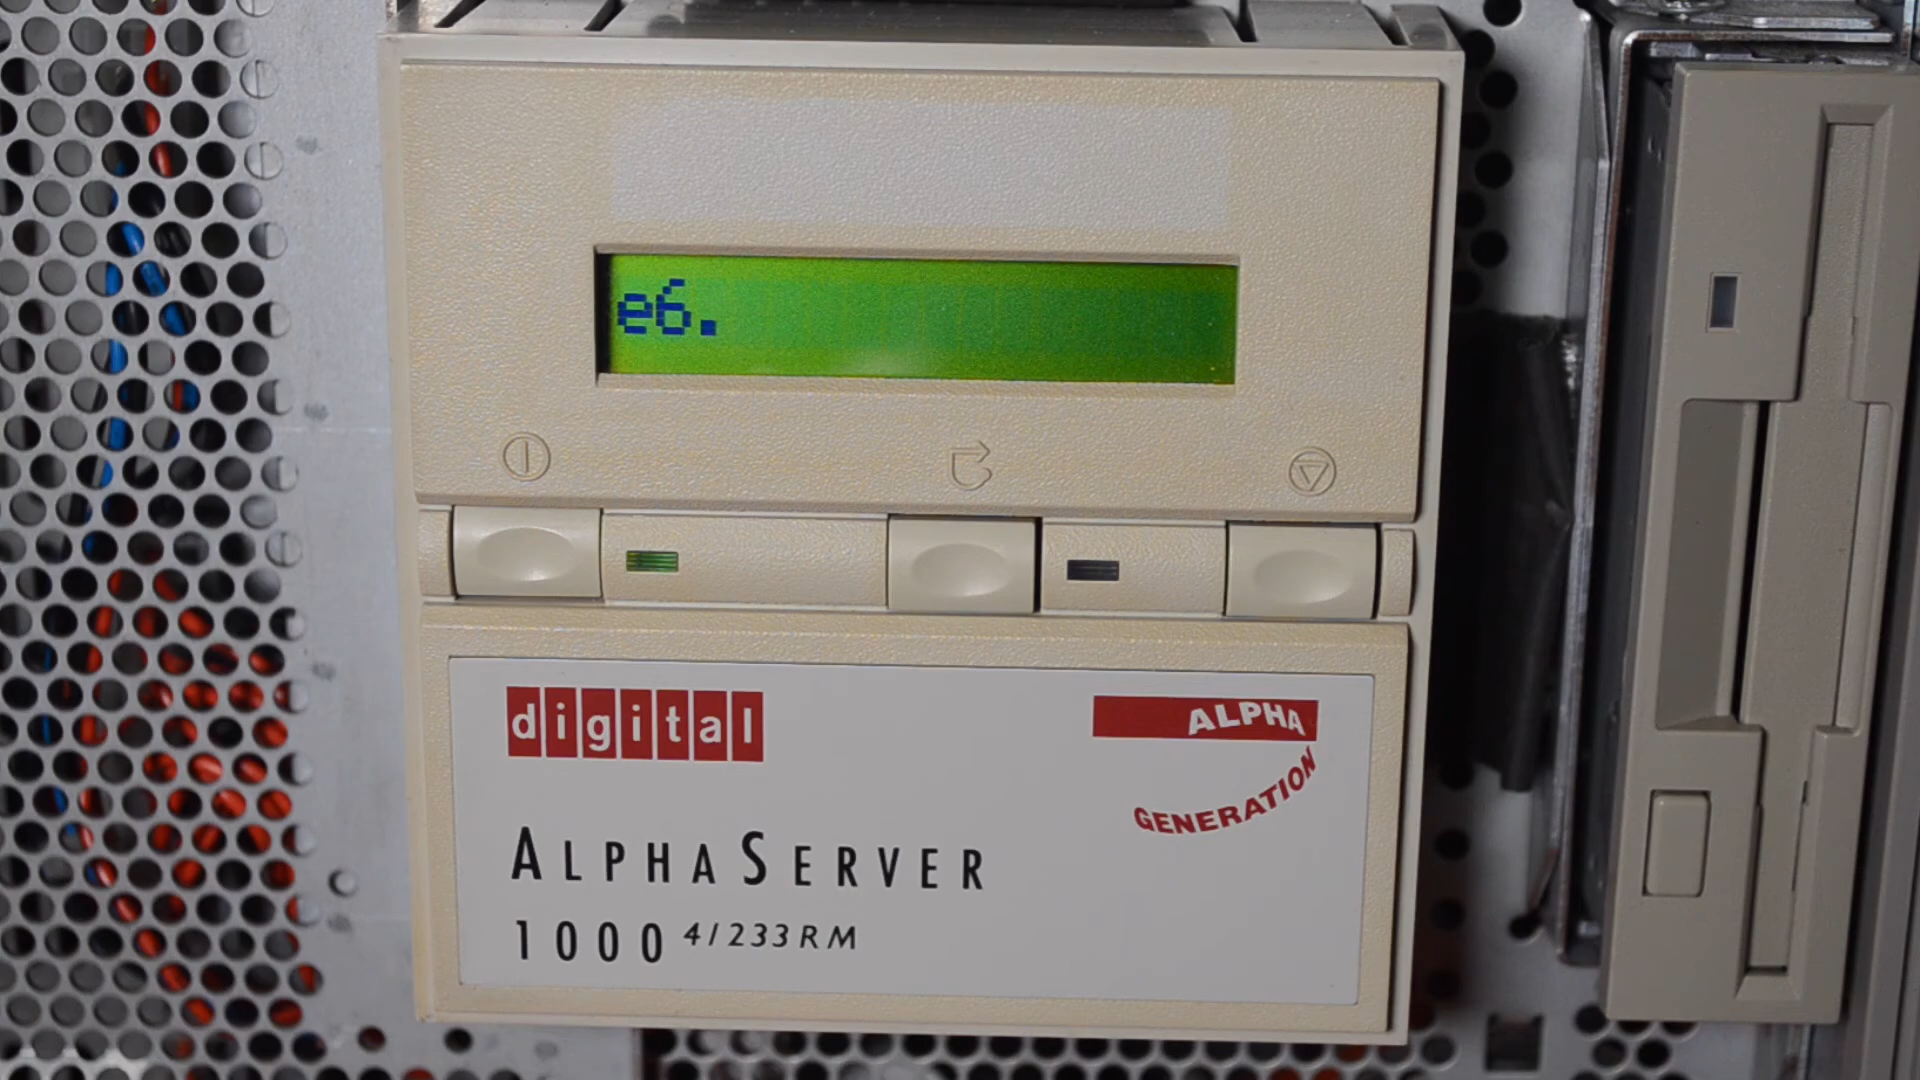 e6.
digital
ALPHA
GENERATION
ALPHASERVER
1000 4/233RM